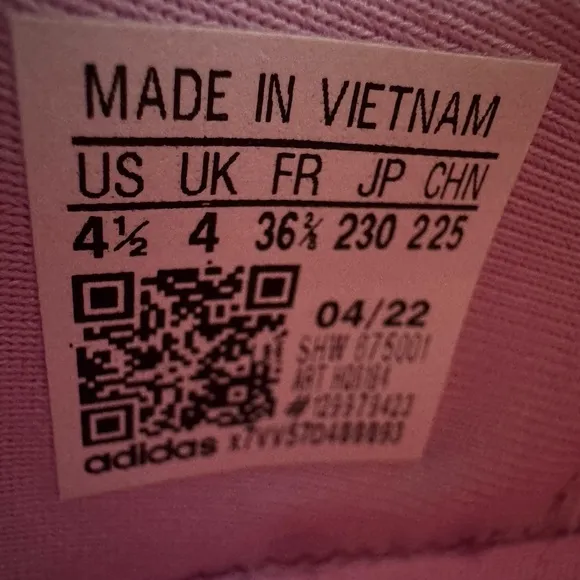 MADE IN VIETNAM
US UK FR JP CHN
4½ 4 36⅔ 230 225
04/22
SHW 675001
ART
adidas